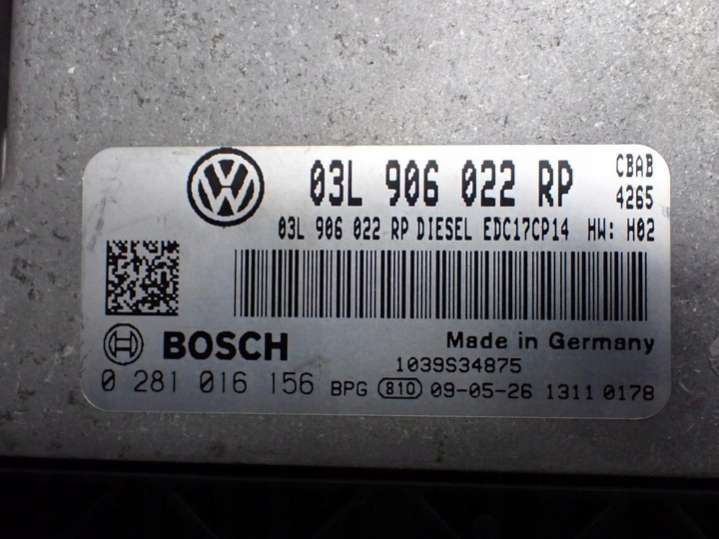 03L 906 022 RP CBAB
4265
03L 906 022 RP DIESEL EDC17CP14 HW: H02
BOSCH Made in Germany
1039S34875
0 281 016 156 BPG 810 09-05-26 1311 0178